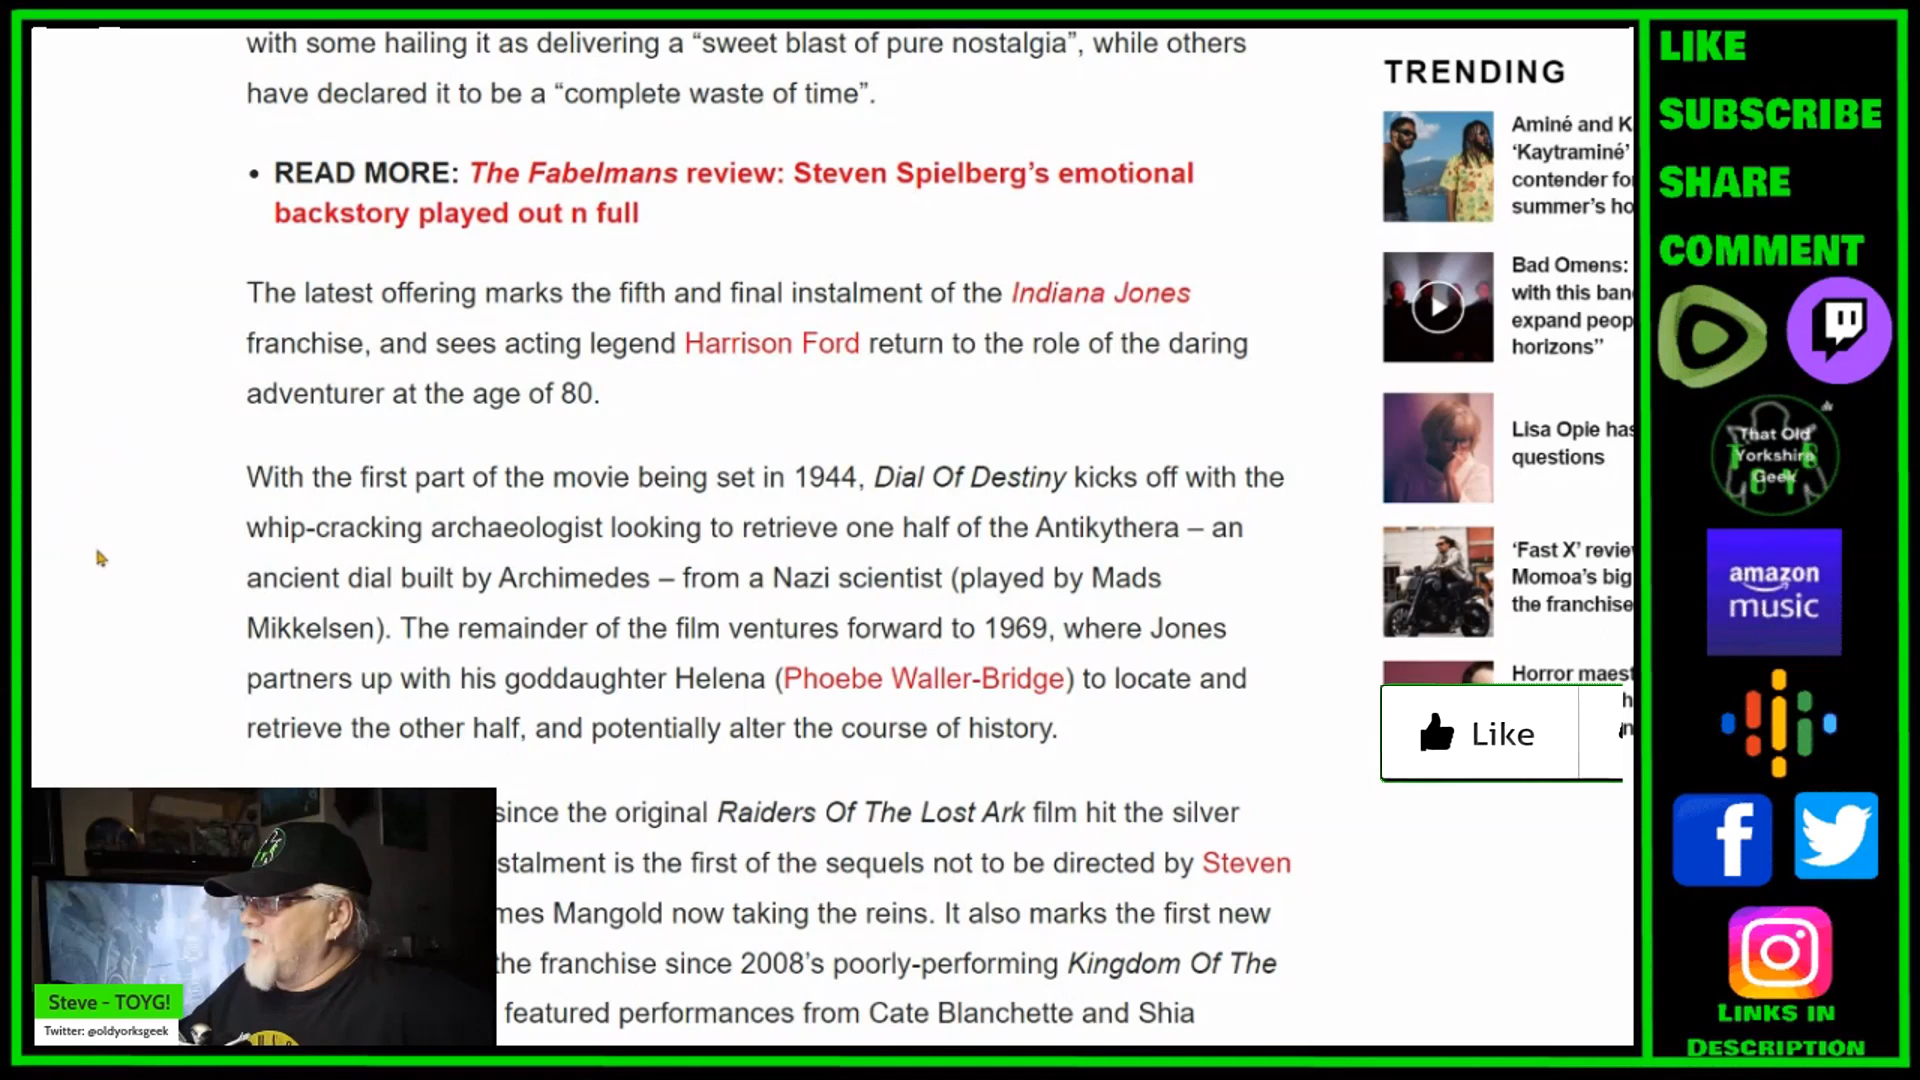 with some hailing it as delivering a “sweet blast of pure nostalgia”, while others
have declared it to be a “complete waste of time”.
• READ MORE: The Fabelmans review: Steven Spielberg’s emotional
backstory played out n full
The latest offering marks the fifth and final instalment of the Indiana Jones
franchise, and sees acting legend Harrison Ford return to the role of the daring
adventurer at the age of 80.
With the first part of the movie being set in 1944, Dial Of Destiny kicks off with the
whip-cracking archaeologist looking to retrieve one half of the Antikythera – an
ancient dial built by Archimedes – from a Nazi scientist (played by Mads
Mikkelsen). The remainder of the film ventures forward to 1969, where Jones
partners up with his goddaughter Helena (Phoebe Waller-Bridge) to locate and
retrieve the other half, and potentially alter the course of history.
since the original Raiders Of The Lost Ark film hit the silver
stalment is the first of the sequels not to be directed by Steven
mes Mangold now taking the reins. It also marks the first new
the franchise since 2008’s poorly-performing Kingdom Of The
featured performances from Cate Blanchette and Shia
TRENDING
Aminé and K
‘Kaytraminé’
contender fo
summer’s ho
Bad Omens:
with this ban
expand peop
horizons”
Lisa Opie has
questions
‘Fast X’ review
Momoa’s big
the franchise
Horror maest
Like
Steve - TOYG!
Twitter: @oldyorksgeek
LIKE
SUBSCRIBE
SHARE
COMMENT
That Old
Yorkshire
Geek
amazon
music
LINKS IN
DESCRIPTION